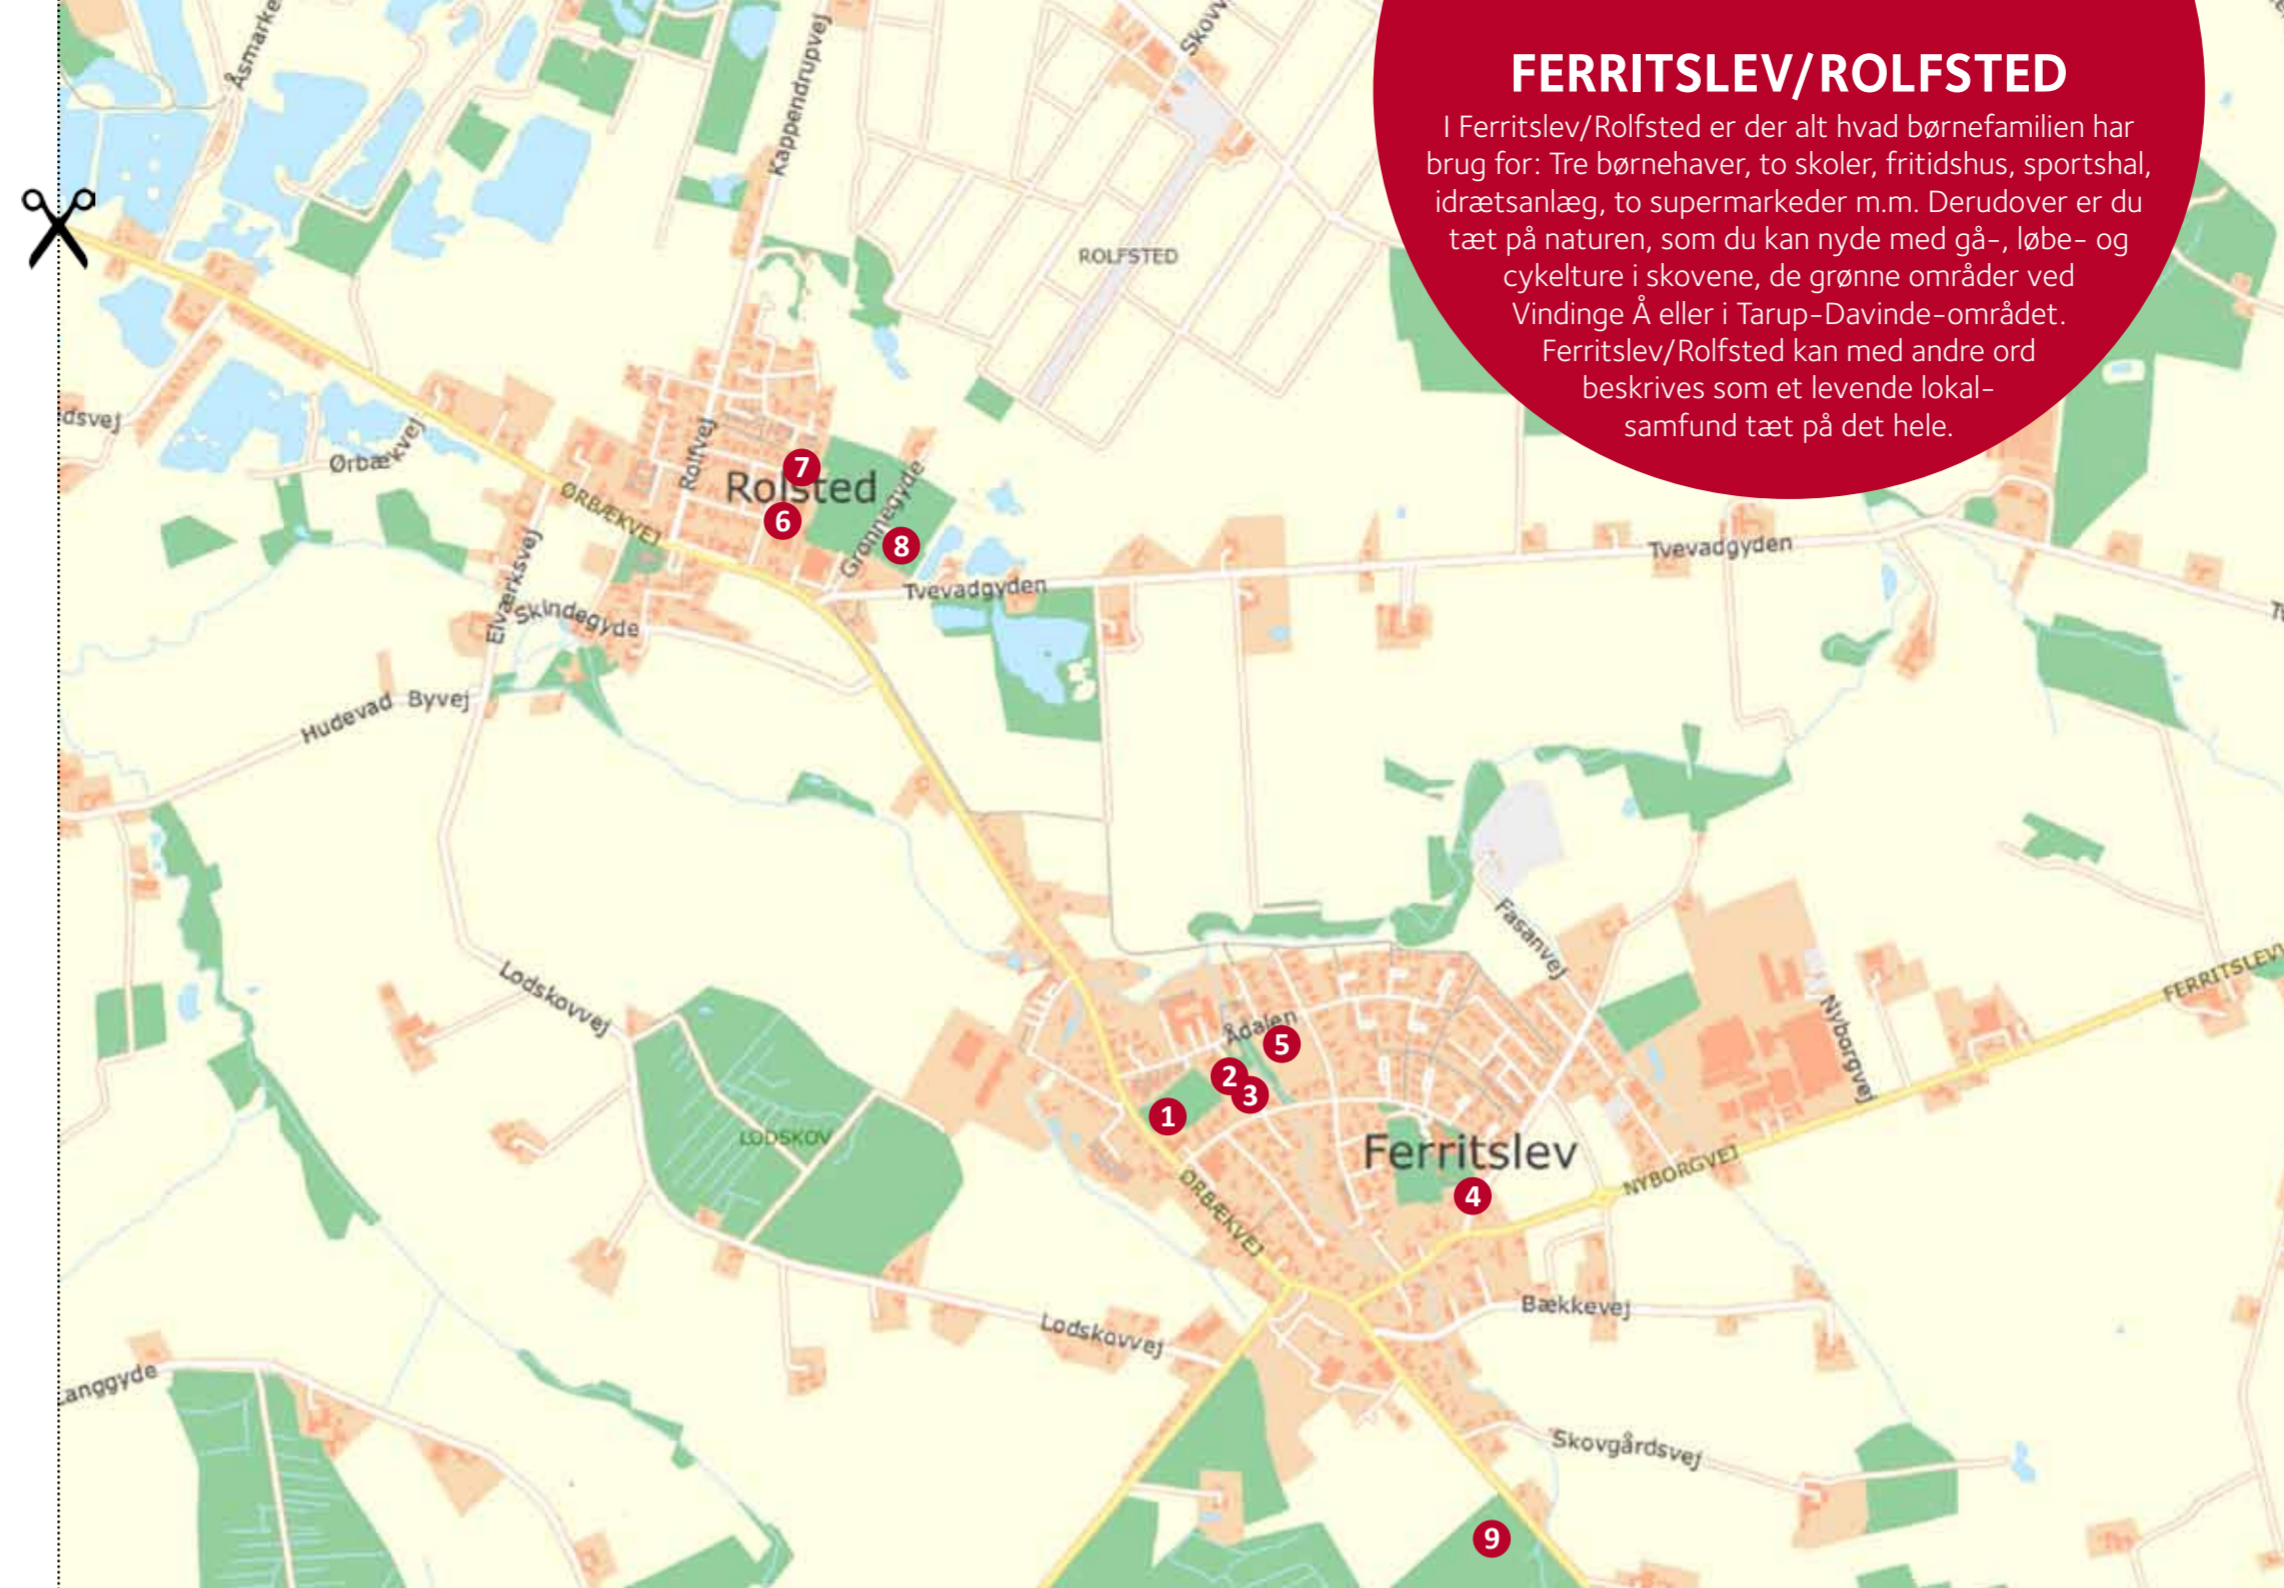 FERRITSLEV/ROLFSTED
I Ferritslev/Rolfsted er der alt hvad børnefamilien har
brug for: Tre børnehaver, to skoler, fritidshus, sportshal,
idrætsanlæg, to supermarkeder m.m. Derudover er du
tæt på naturen, som du kan nyde med gå-, løbe- og
cykelture i skovene, de grønne områder ved
Vindinge Å eller i Tarup-Davinde-området.
Ferritslev/Rolfsted kan med andre ord
beskrives som et levende lokal-
samfund tæt på det hele.
Åsmarke
Kappendrupvej
Skovv
ROLFSTED
dsvej
Ørbækvej
Rolfvej
7
Rolsted
6
ØRBÆKVEJ
Grønnegyde
8
Tvevadgyden
Tvevadgyden
Elværksvej
Skindegyde
Hudevad Byvej
Fasanvej
Lodskovvej
FERRITSLEV
Nyborgvej
Ådalen
5
2
3
1
LODSKOV
Ferritslev
4
NYBORGVEJ
ØRBÆKVEJ
Bækkevej
Lodskovvej
anggyde
Skovgårdsvej
9